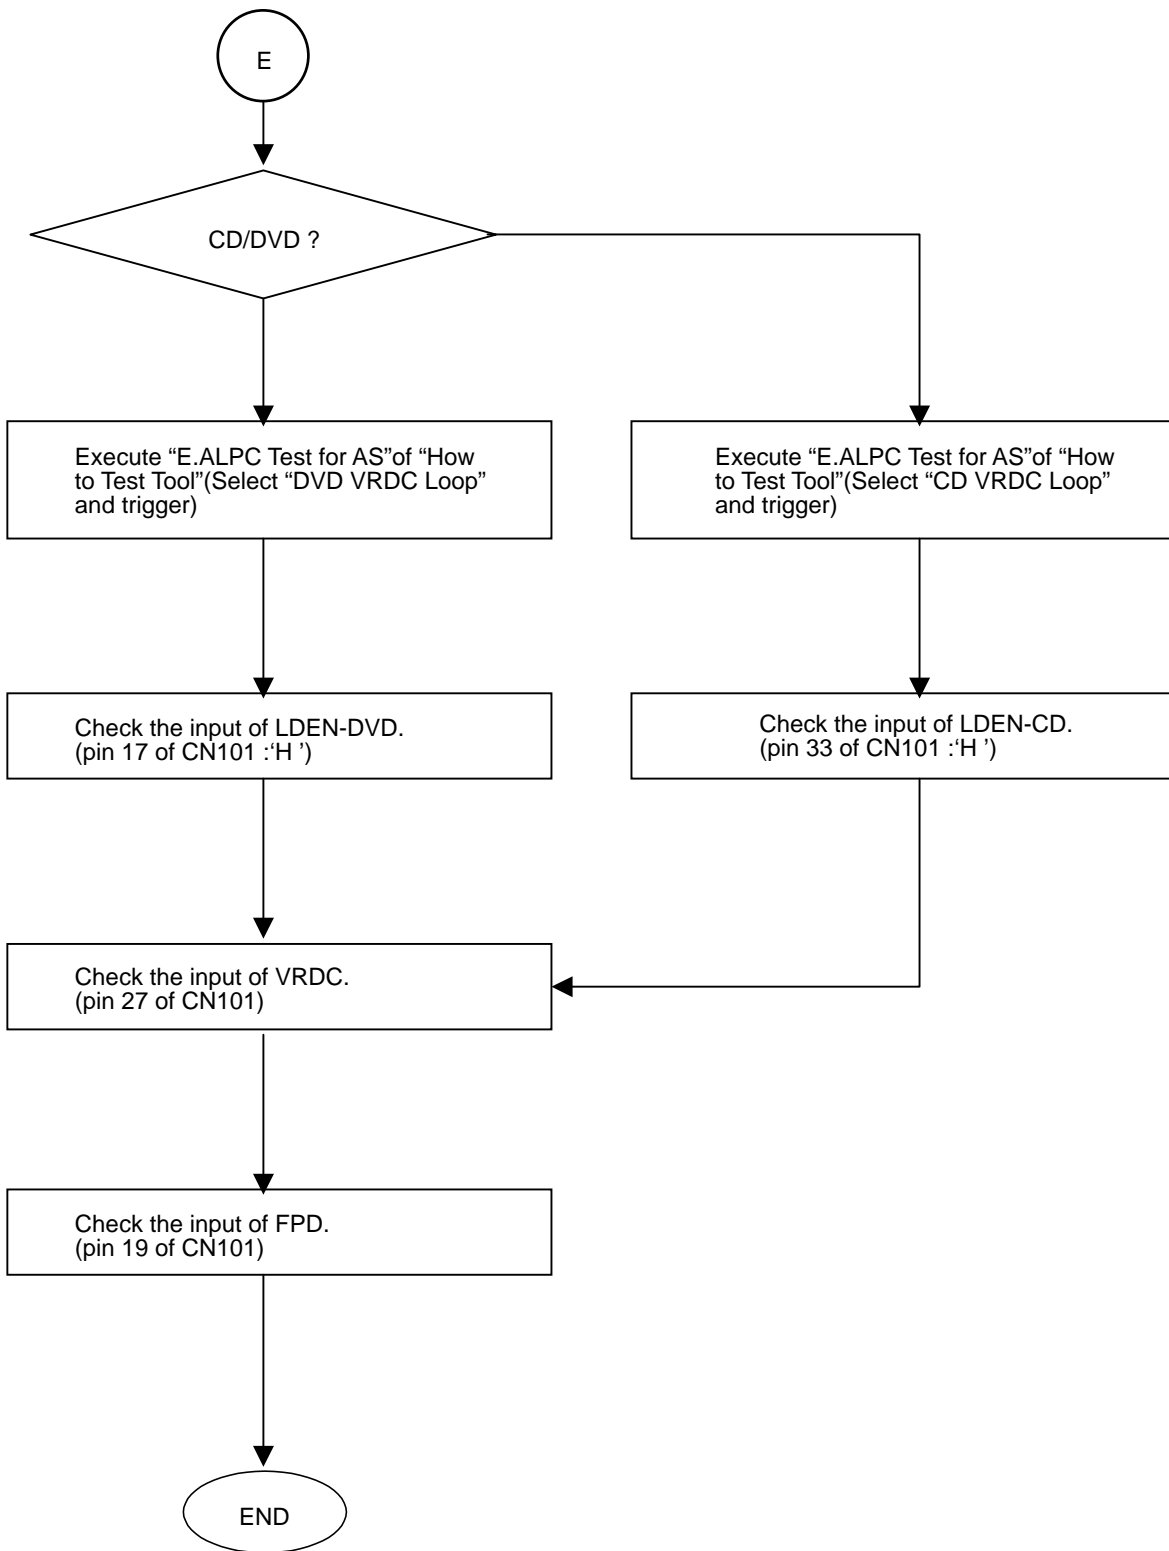 E
CD/DVD ?
Execute “E.ALPC Test for AS”of “How
to Test Tool”(Select “DVD VRDC Loop”
and trigger)
Execute “E.ALPC Test for AS”of “How
to Test Tool”(Select “CD VRDC Loop”
and trigger)
Check the input of LDEN-DVD.
(pin 17 of CN101 :‘H ’)
Check the input of LDEN-CD.
(pin 33 of CN101 :‘H ’)
Check the input of VRDC.
(pin 27 of CN101)
Check the input of FPD.
(pin 19 of CN101)
END